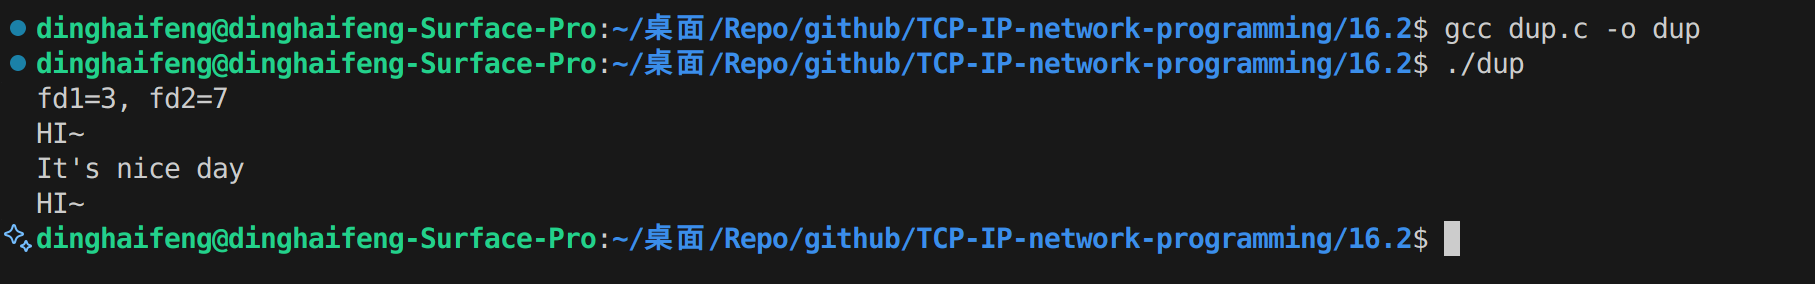 dinghaifeng@dinghaifeng-Surface-Pro:~/桌面/Repo/github/TCP-IP-network-programming/16.2$ gcc dup.c -o dup
dinghaifeng@dinghaifeng-Surface-Pro:~/桌面/Repo/github/TCP-IP-network-programming/16.2$ ./dup
fd1=3, fd2=7
HI~
It's nice day
HI~
dinghaifeng@dinghaifeng-Surface-Pro:~/桌面/Repo/github/TCP-IP-network-programming/16.2$